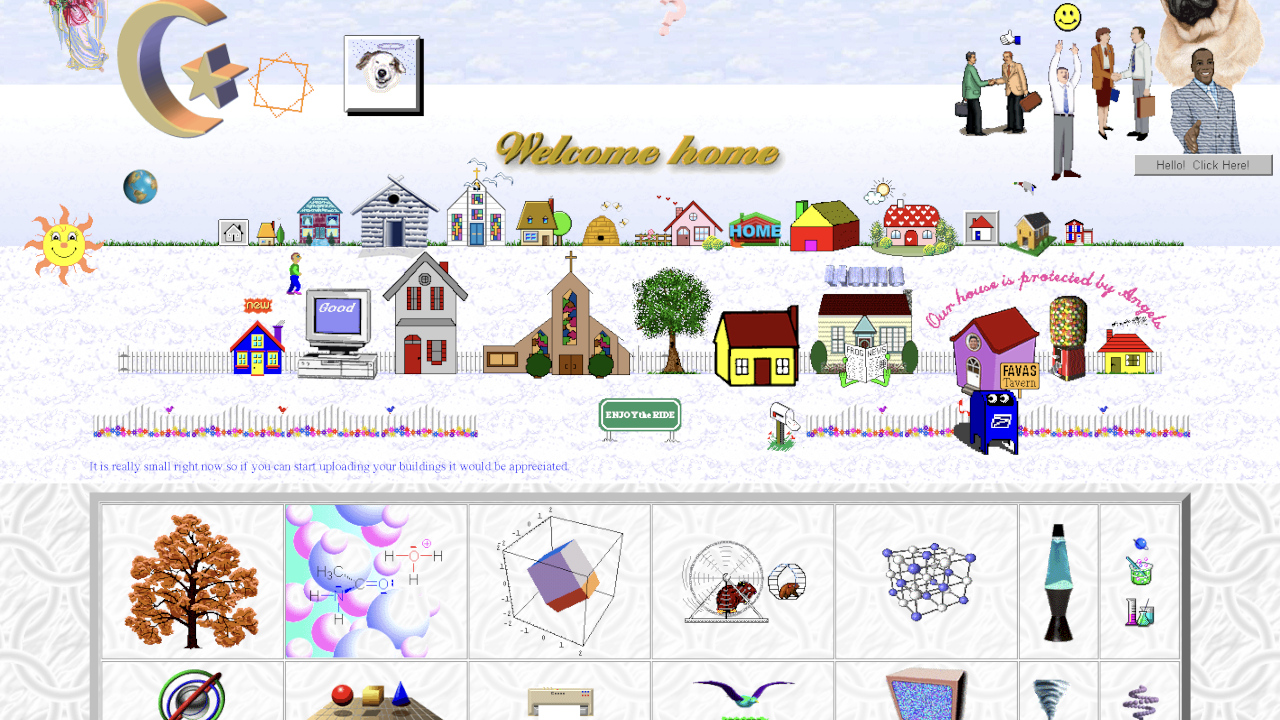 Welcome home
Hello! Click Here!
HOME
Our house is protected by Angels
new
Good
FROG NEWS
FAVAS
Tavern
ENJOY the RIDE
It is really small right now so if you can start uploading your buildings it would be appreciated.
H O H
H
H₃C
C=O:
H N
H